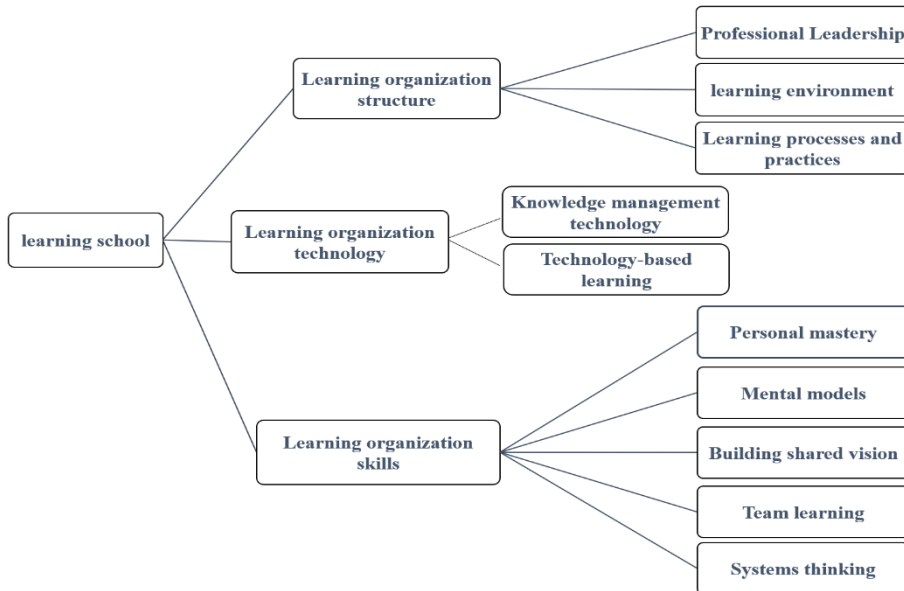 learning school
Learning organization
structure
Professional Leadership
learning environment
Learning processes and
practices
Learning organization
technology
Knowledge management
technology
Technology-based
learning
Learning organization
skills
Personal mastery
Mental models
Building shared vision
Team learning
Systems thinking